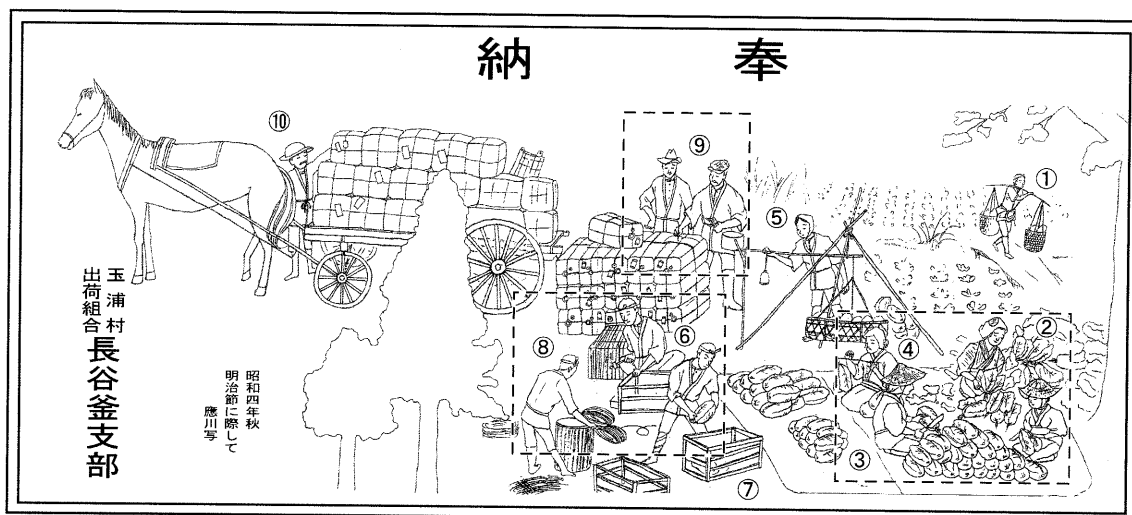 奉納
①
②
③
④
⑤
⑥
⑦
⑧
⑨
⑩
昭和四年秋
明治節に際して
應川写
玉浦村
出荷組合
長谷釜支部